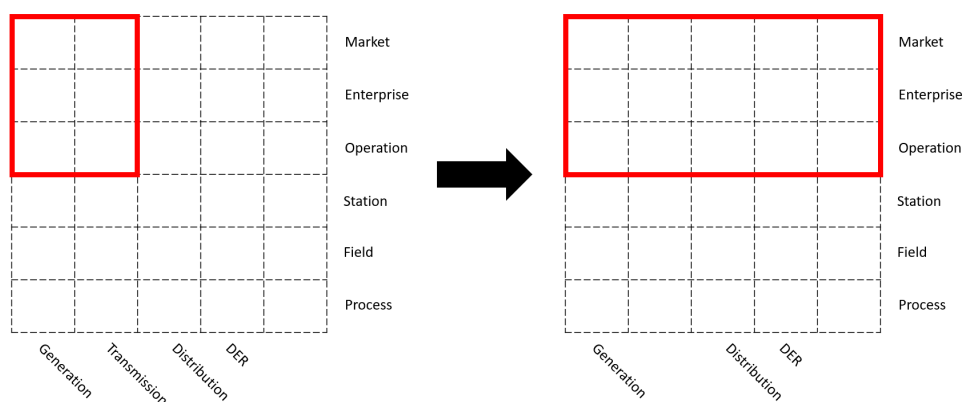 Market
Enterprise
Operation
Station
Field
Process
Generation
Transmission
Distribution
DER
Market
Enterprise
Operation
Station
Field
Process
Generation
Distribution
DER